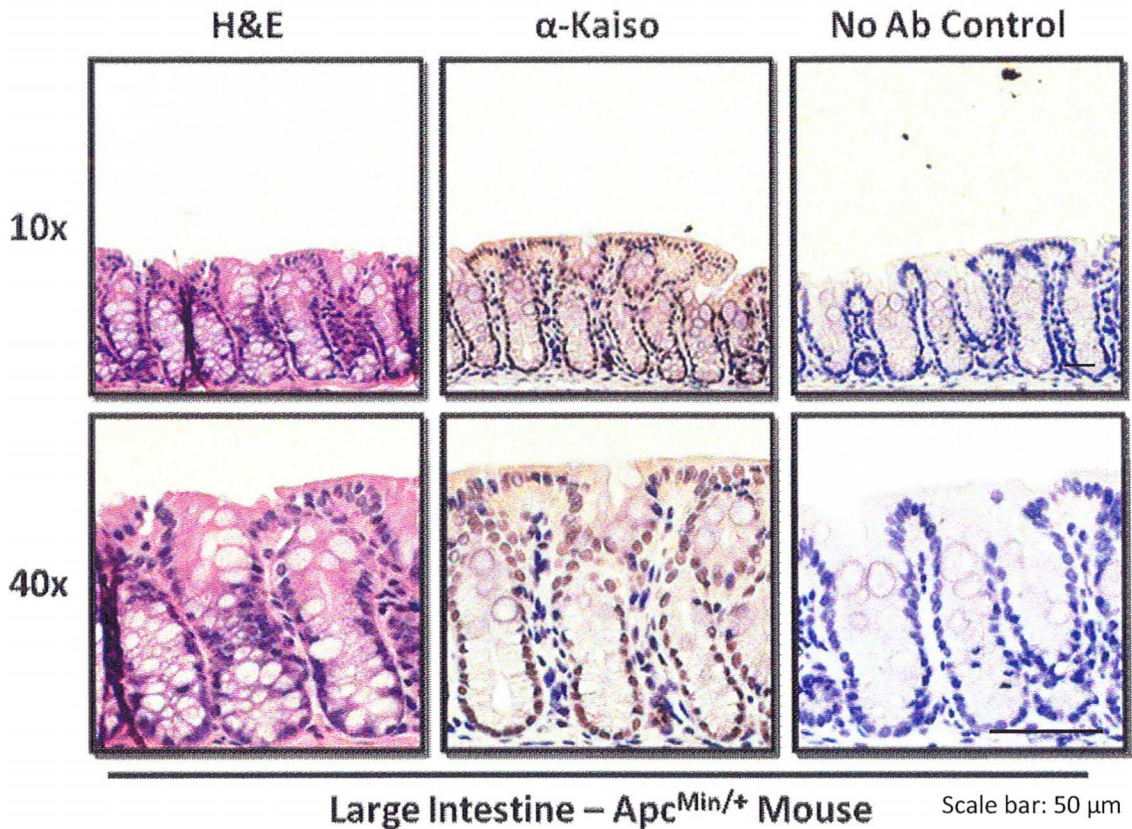 H&E α-Kaiso No Ab Control
10x
40x
Large Intestine – Apc^Min/+ Mouse
Scale bar: 50 μm